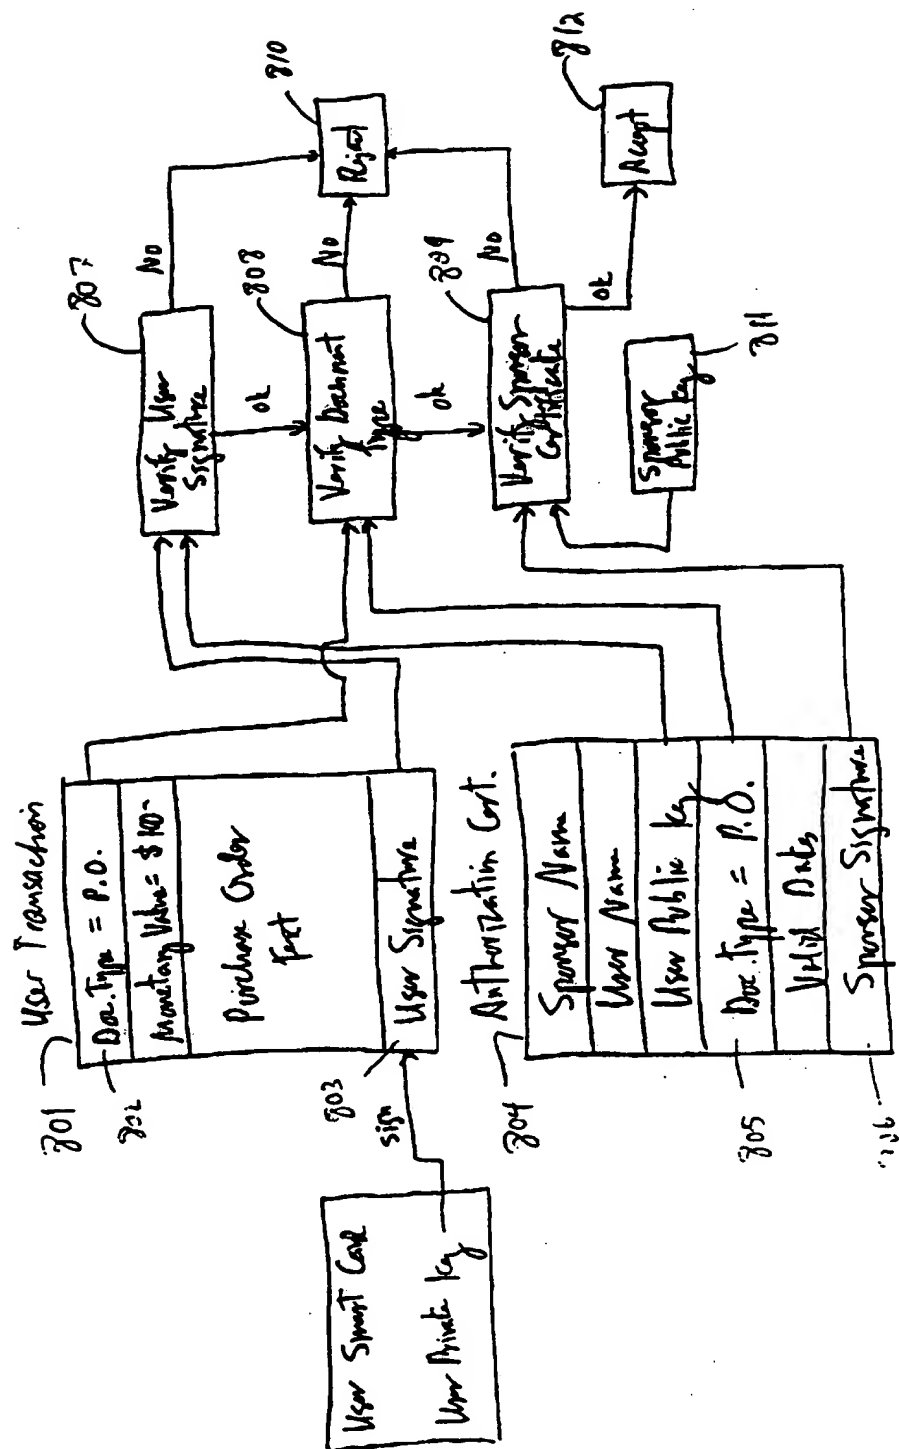 User Transaction
801
Doc. Type = P.O.
802
Monetary Value = $10-
Purchase Order
Text
User Signature
803
sign
User Smart Card
User Private Key
Authorization Cert.
804
Sponsor Name
User Name
User Public Key
Doc. Type = P.O.
805
Valid Dates
Sponsor Signature
Verify User
Signature
807
No
ok
Verify Document
Type
808
No
ok
Verify Sponsor
Certificate
809
No
ok
Reject
810
Sponsor
Public Key
811
Accept
812